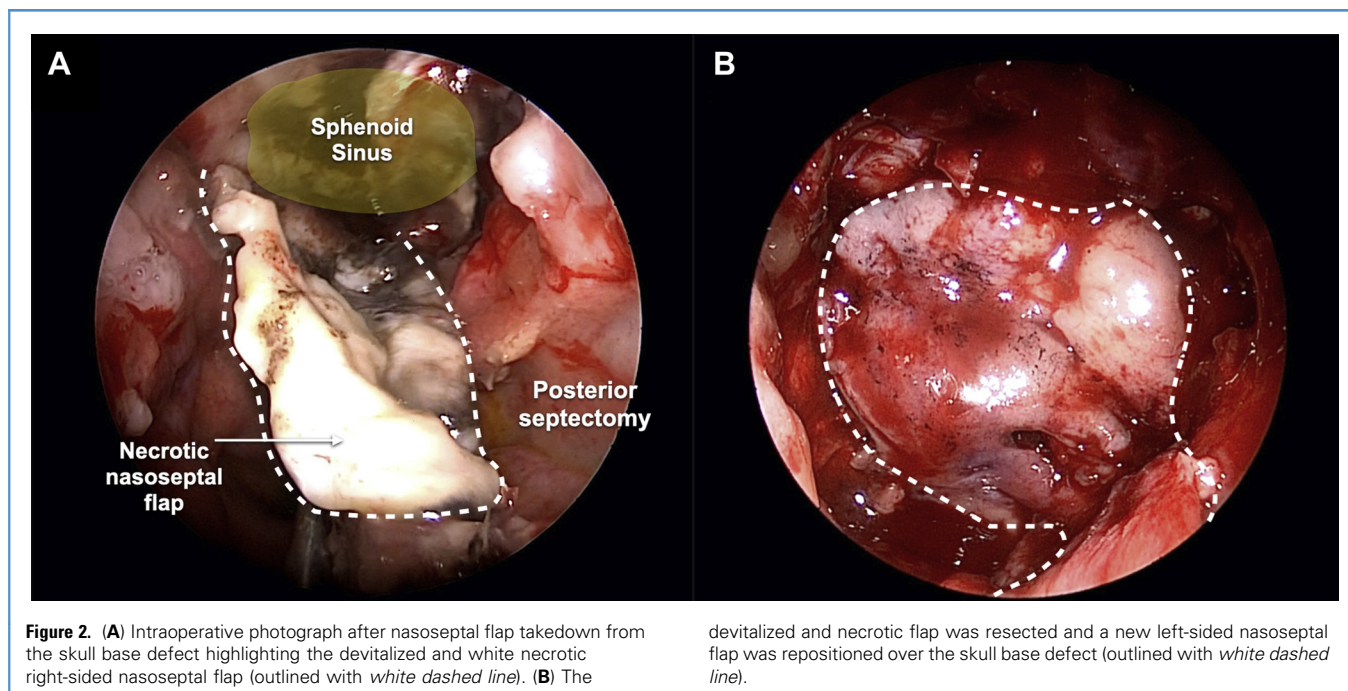 A
B
Sphenoid
Sinus
Posterior
septectomy
Necrotic
nasoseptal
flap
Figure 2. (A) Intraoperative photograph after nasoseptal flap takedown from
the skull base defect highlighting the devitalized and white necrotic
right-sided nasoseptal flap (outlined with white dashed line). (B) The
devitalized and necrotic flap was resected and a new left-sided nasoseptal
flap was repositioned over the skull base defect (outlined with white dashed
line).